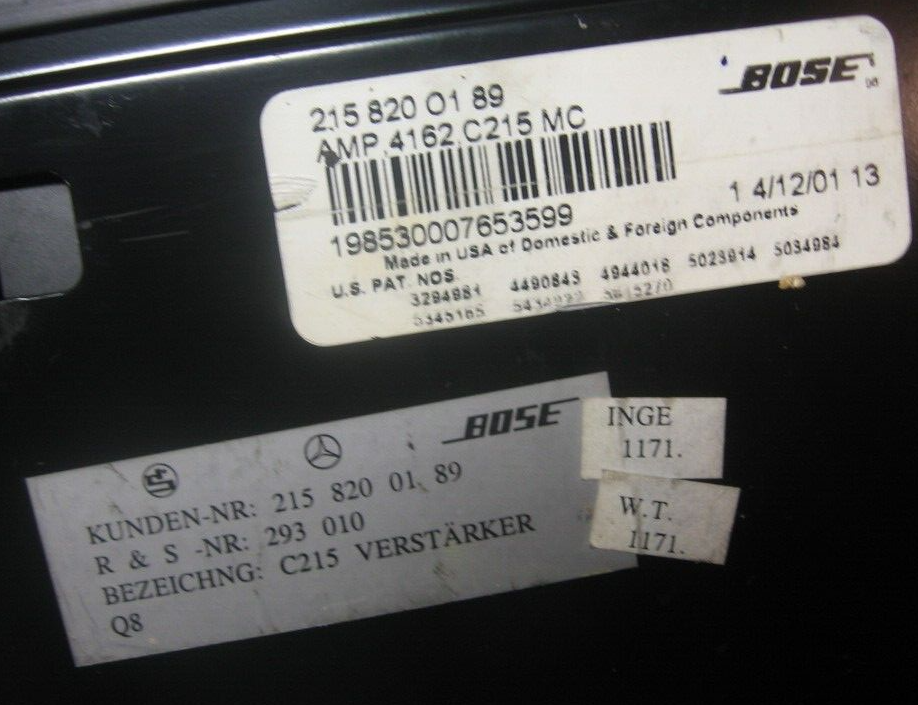 BOSE
215 820 01 89
AMP 4162 C215 MC
1 4/12/01 13
198530007653599
Made in USA of Domestic & Foreign Components
U.S. PAT. NOS.
3294981 4490843 4944018 5023914 5034984
5345165
BOSE
KUNDEN-NR: 215 820 01 89
R & S -NR: 293 010
BEZEICHNG: C215 VERSTÄRKER
Q8
INGE
1171.
W.T.
1171.